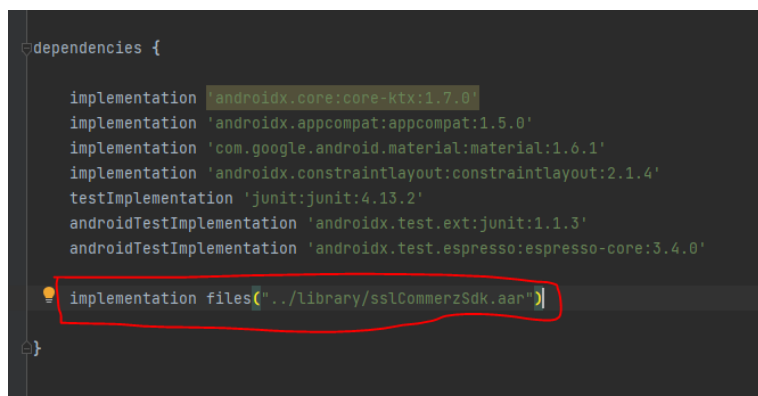 dependencies {
implementation 'androidx.core:core-ktx:1.7.0'
implementation 'androidx.appcompat:appcompat:1.5.0'
implementation 'com.google.android.material:material:1.6.1'
implementation 'androidx.constraintlayout:constraintlayout:2.1.4'
testImplementation 'junit:junit:4.13.2'
androidTestImplementation 'androidx.test.ext:junit:1.1.3'
androidTestImplementation 'androidx.test.espresso:espresso-core:3.4.0'
implementation files("../library/sslCommerzSdk.aar")
}